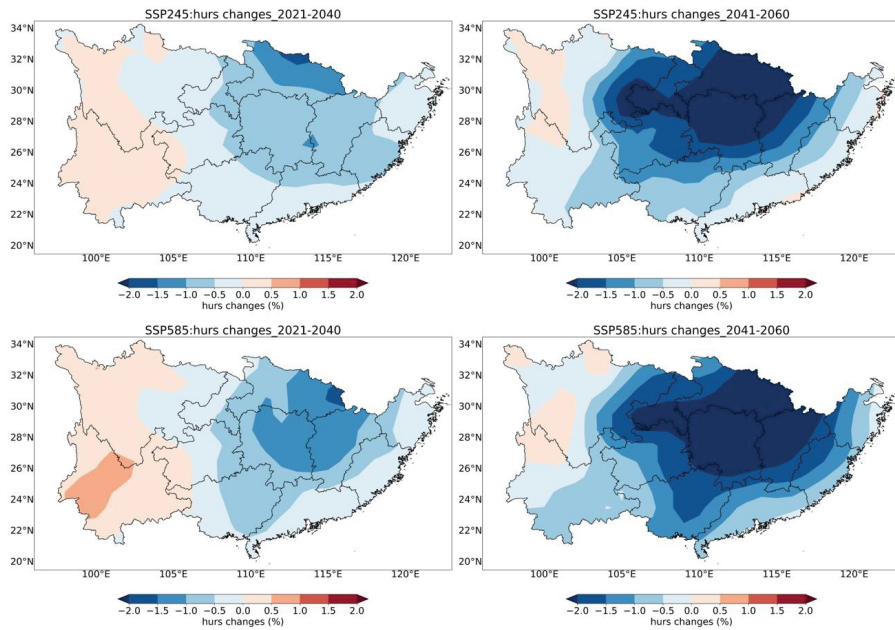 SSP245:hurs changes_2021-2040
34°N
32°N
30°N
28°N
26°N
24°N
22°N
20°N
100°E 105°E 110°E 115°E 120°E
−2.0 −1.5 −1.0 −0.5 0.0 0.5 1.0 1.5 2.0
hurs changes (%)
SSP245:hurs changes_2041-2060
34°N
32°N
30°N
28°N
26°N
24°N
22°N
20°N
100°E 105°E 110°E 115°E 120°E
−2.0 −1.5 −1.0 −0.5 0.0 0.5 1.0 1.5 2.0
hurs changes (%)
SSP585:hurs changes_2021-2040
34°N
32°N
30°N
28°N
26°N
24°N
22°N
20°N
100°E 105°E 110°E 115°E 120°E
−2.0 −1.5 −1.0 −0.5 0.0 0.5 1.0 1.5 2.0
hurs changes (%)
SSP585:hurs changes_2041-2060
34°N
32°N
30°N
28°N
26°N
24°N
22°N
20°N
100°E 105°E 110°E 115°E 120°E
−2.0 −1.5 −1.0 −0.5 0.0 0.5 1.0 1.5 2.0
hurs changes (%)